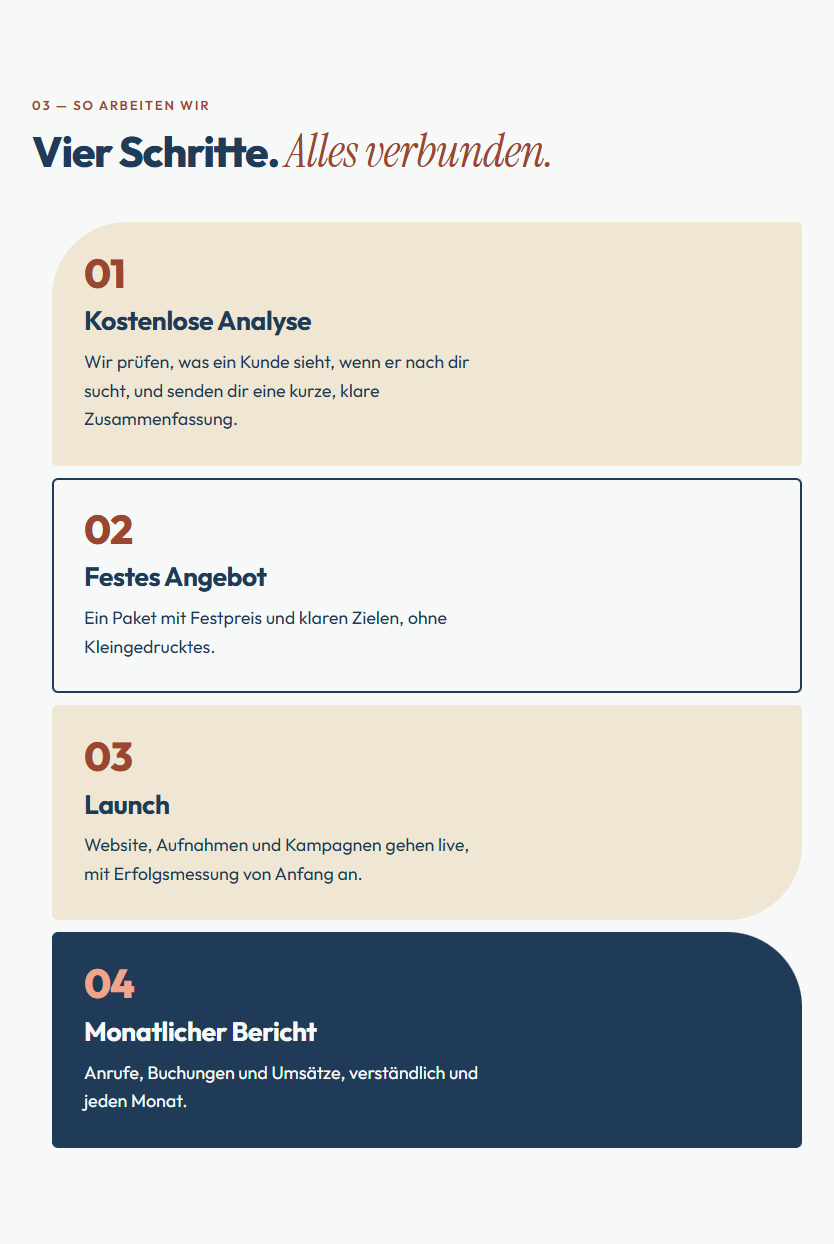 03 — SO ARBEITEN WIR
Vier Schritte. Alles verbunden.
01
Kostenlose Analyse
Wir prüfen, was ein Kunde sieht, wenn er nach dir
sucht, und senden dir eine kurze, klare
Zusammenfassung.
02
Festes Angebot
Ein Paket mit Festpreis und klaren Zielen, ohne
Kleingedrucktes.
03
Launch
Website, Aufnahmen und Kampagnen gehen live,
mit Erfolgsmessung von Anfang an.
04
Monatlicher Bericht
Anrufe, Buchungen und Umsätze, verständlich und
jeden Monat.